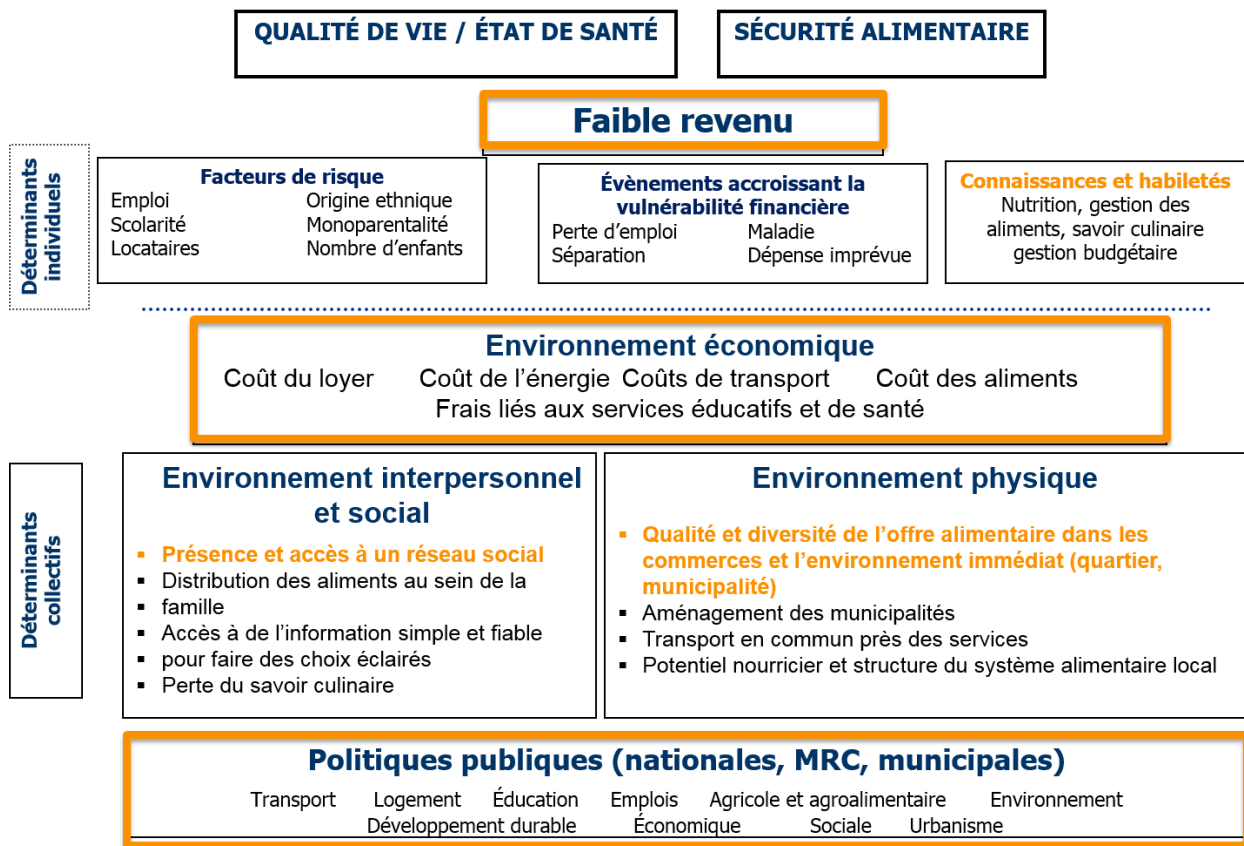 QUALITÉ DE VIE / ÉTAT DE SANTÉ
SÉCURITÉ ALIMENTAIRE
Faible revenu
Déterminants
individuels
Facteurs de risque
Emploi Origine ethnique
Scolarité Monoparentalité
Locataires Nombre d’enfants
Évènements accroissant la
vulnérabilité financière
Perte d’emploi Maladie
Séparation Dépense imprévue
Connaissances et habiletés
Nutrition, gestion des
aliments, savoir culinaire
gestion budgétaire
Environnement économique
Coût du loyer Coût de l’énergie Coûts de transport Coût des aliments
Frais liés aux services éducatifs et de santé
Déterminants
collectifs
Environnement interpersonnel
et social
▪ Présence et accès à un réseau social
▪ Distribution des aliments au sein de la
▪ famille
▪ Accès à de l’information simple et fiable
▪ pour faire des choix éclairés
▪ Perte du savoir culinaire
Environnement physique
▪ Qualité et diversité de l’offre alimentaire dans les
commerces et l’environnement immédiat (quartier,
municipalité)
▪ Aménagement des municipalités
▪ Transport en commun près des services
▪ Potentiel nourricier et structure du système alimentaire local
Politiques publiques (nationales, MRC, municipales)
Transport Logement Éducation Emplois Agricole et agroalimentaire Environnement
Développement durable Économique Sociale Urbanisme